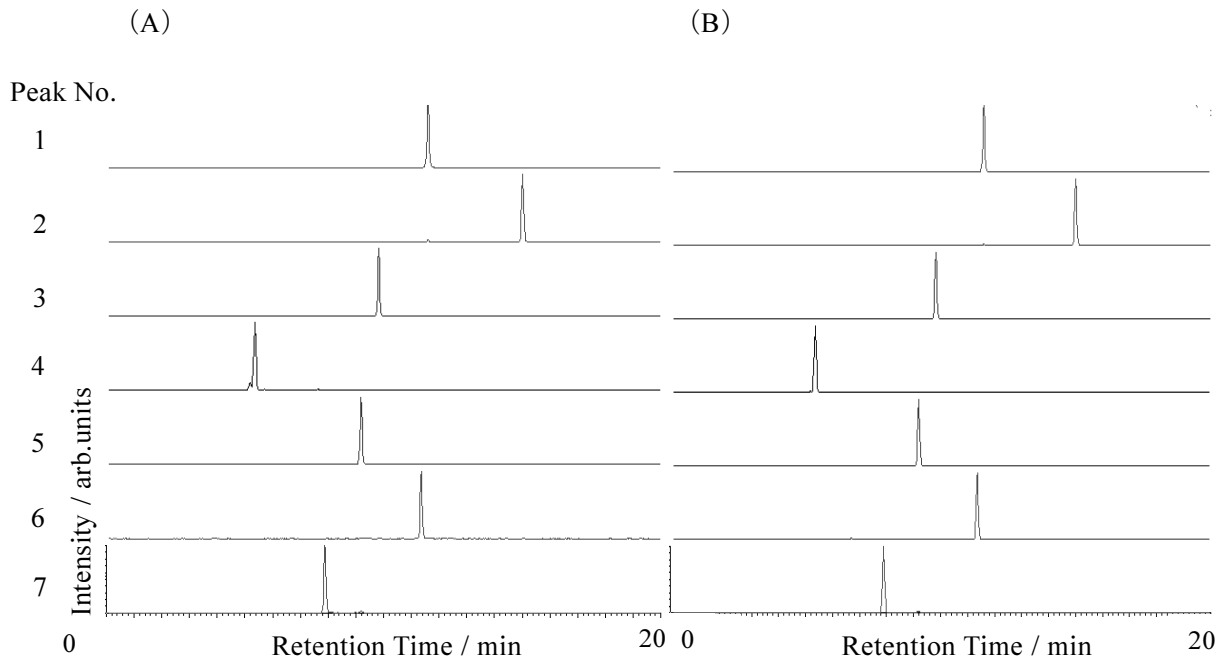 (A)
(B)
Peak No.
1
2
3
4
5
6
7
Intensity / arb.units
0
Retention Time / min
20
0
Retention Time / min
20